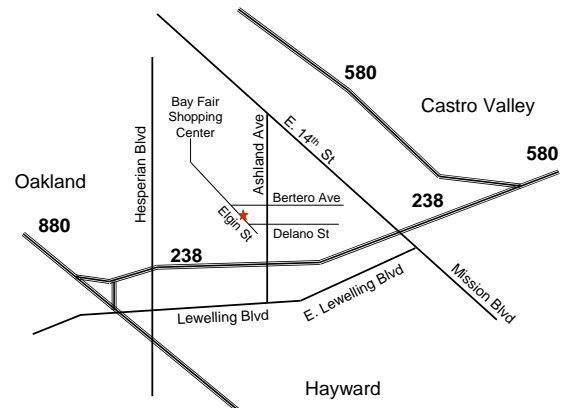 580
Castro Valley
Bay Fair
Shopping
Center
E. 14th St
Hesperian Blvd
Ashland Ave
580
Oakland
Bertero Ave
Elgin St
238
880
Delano St
238
Mission Blvd
E. Lewelling Blvd
Lewelling Blvd
Hayward